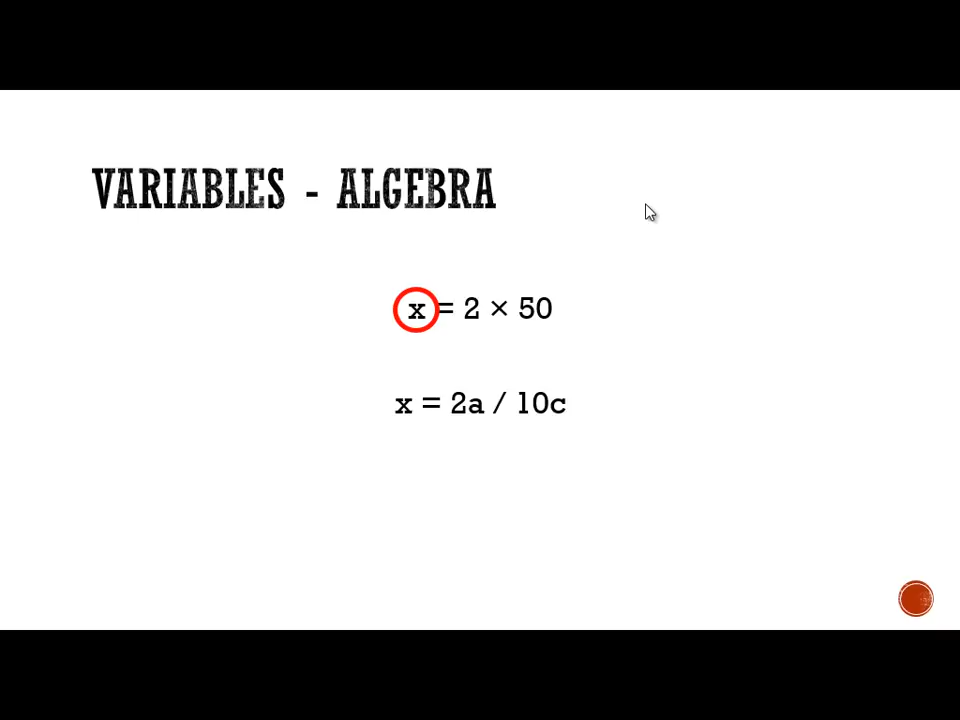 VARIABLES - ALGEBRA
x = 2 × 50
x = 2a / 10c